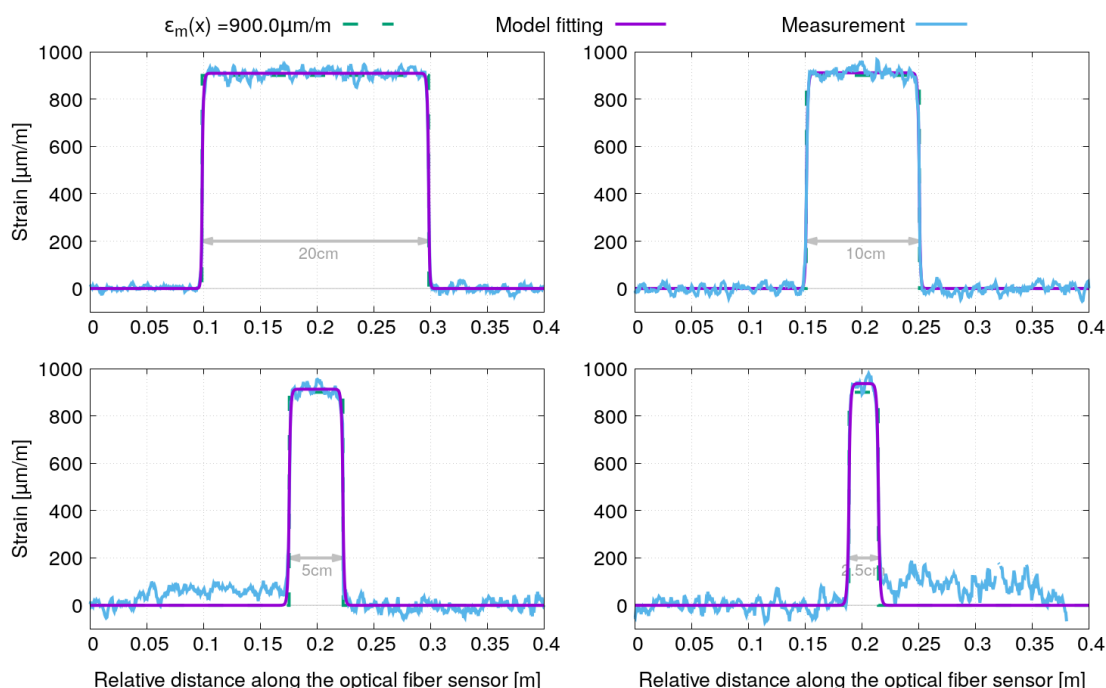 ε_m(x) =900.0μm/m Model fitting Measurement
1000
800
600
400
200
0
Strain [μm/m]
20cm
0 0.05 0.1 0.15 0.2 0.25 0.3 0.35 0.4
1000
800
600
400
200
0
Strain [μm/m]
10cm
0 0.05 0.1 0.15 0.2 0.25 0.3 0.35 0.4
1000
800
600
400
200
0
Strain [μm/m]
5cm
0 0.05 0.1 0.15 0.2 0.25 0.3 0.35 0.4
Relative distance along the optical fiber sensor [m]
1000
800
600
400
200
0
Strain [μm/m]
2.5cm
0 0.05 0.1 0.15 0.2 0.25 0.3 0.35 0.4
Relative distance along the optical fiber sensor [m]